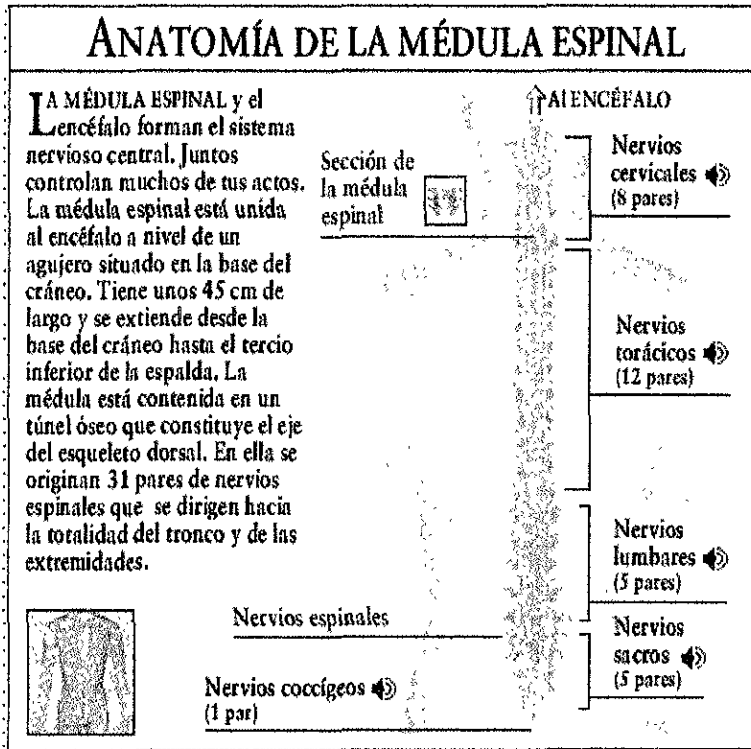 ANATOMÍA DE LA MÉDULA ESPINAL
LA MÉDULA ESPINAL y el
encéfalo forman el sistema
nervioso central. Juntos
controlan muchos de tus actos.
La médula espinal está unida
al encéfalo a nivel de un
agujero situado en la base del
cráneo. Tiene unos 45 cm de
largo y se extiende desde la
base del cráneo hasta el tercio
inferior de la espalda. La
médula está contenida en un
túnel óseo que constituye el eje
del esqueleto dorsal. En ella se
originan 31 pares de nervios
espinales que se dirigen hacia
la totalidad del tronco y de las
extremidades.
Sección de
la médula
espinal
Al ENCÉFALO
Nervios
cervicales
(8 pares)
Nervios
torácicos
(12 pares)
Nervios
lumbares
(5 pares)
Nervios espinales
Nervios
sacros
(5 pares)
Nervios coccígeos
(1 par)